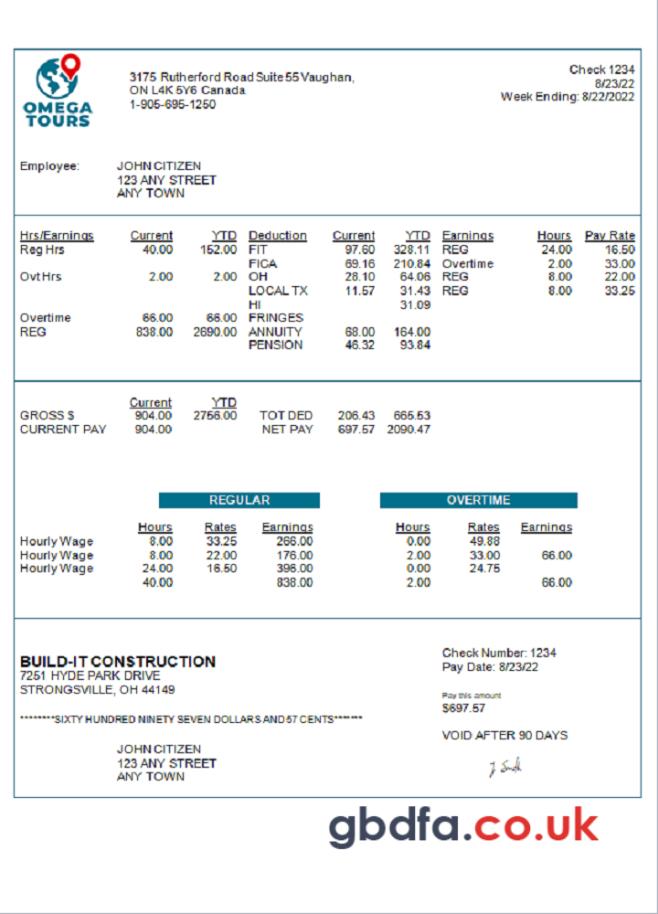 OMEGA
TOURS
3175 Rutherford Road Suite 55 Vaughan,
ON L4K 5Y6 Canada
1-905-695-1250
Check 1234
8/23/22
Week Ending: 8/22/2022
Employee: JOHN CITIZEN
123 ANY STREET
ANY TOWN
Hrs/Earnings Current YTD Deduction Current YTD Earnings Hours Pay Rate
Reg Hrs 40.00 152.00 FIT 97.60 328.11 REG 24.00 16.50
FICA 69.16 210.84 Overtime 2.00 33.00
Ovt Hrs 2.00 2.00 OH 28.10 64.06 REG 8.00 22.00
LOCAL TX 11.57 31.43 REG 8.00 33.25
HI 31.09
Overtime 66.00 66.00 FRINGES
REG 838.00 2690.00 ANNUITY 68.00 164.00
PENSION 46.32 93.84
Current YTD
GROSS $ 904.00 2756.00 TOT DED 206.43 665.53
CURRENT PAY 904.00 NET PAY 697.57 2090.47
REGULAR OVERTIME
Hours Rates Earnings Hours Rates Earnings
Hourly Wage 8.00 33.25 266.00 0.00 49.88
Hourly Wage 8.00 22.00 176.00 2.00 33.00 66.00
Hourly Wage 24.00 16.50 396.00 0.00 24.75
40.00 838.00 2.00 66.00
BUILD-IT CONSTRUCTION
7251 HYDE PARK DRIVE
STRONGSVILLE, OH 44149
Check Number: 1234
Pay Date: 8/23/22
Pay this amount
$697.57
********SIXTY HUNDRED NINETY SEVEN DOLLARS AND 57 CENTS*******
VOID AFTER 90 DAYS
JOHN CITIZEN
123 ANY STREET
ANY TOWN
J Smith
gbdfa.co.uk